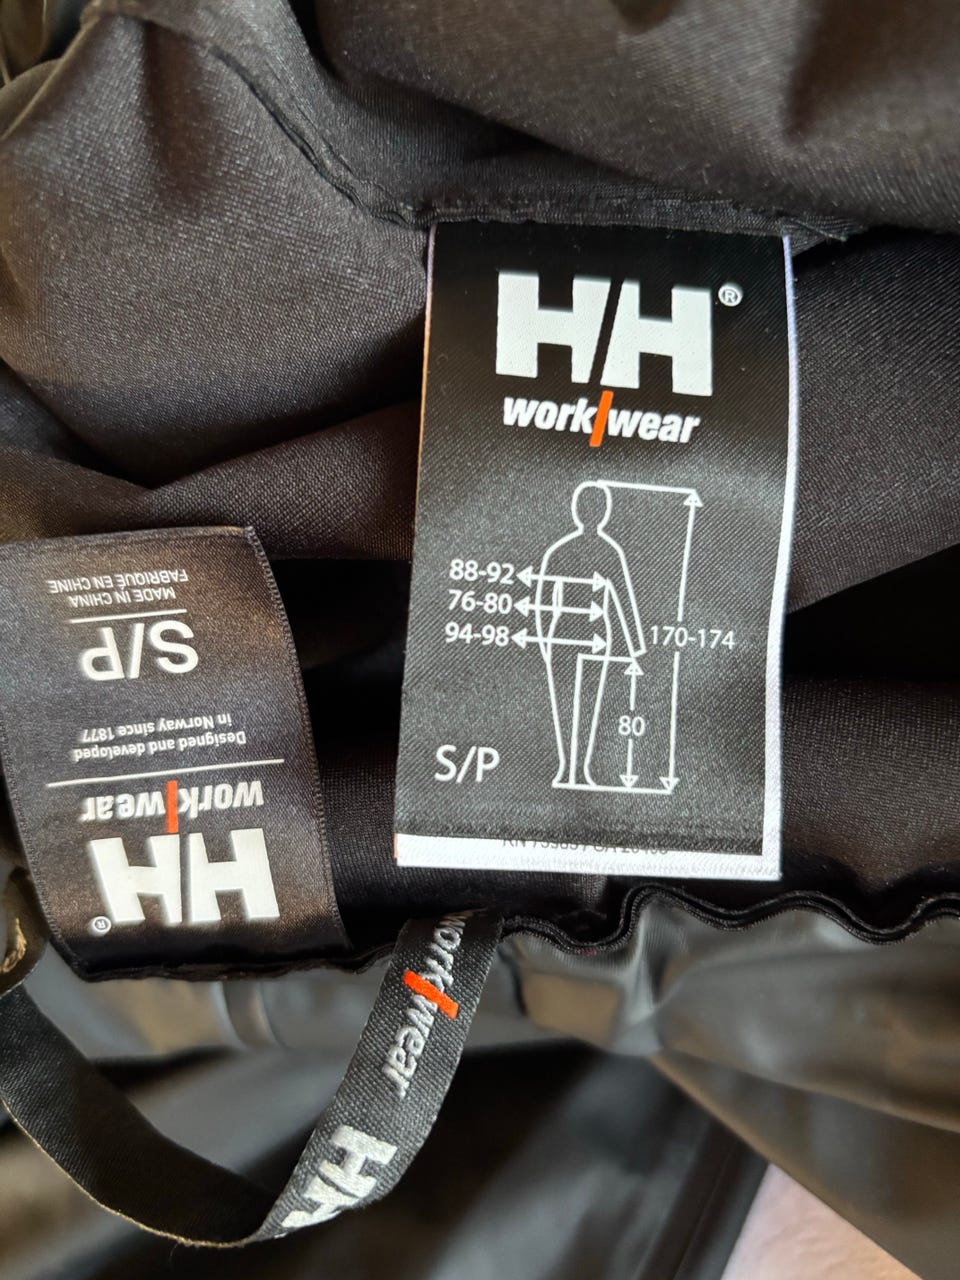 HH®
work/wear
88-92
76-80
94-98
170-174
80
S/P
HH®
work/wear
Designed and developed
in Norway since 1877
S/P
MADE IN CHINA
FABRIQUÉ EN CHINE
work/wear
HH